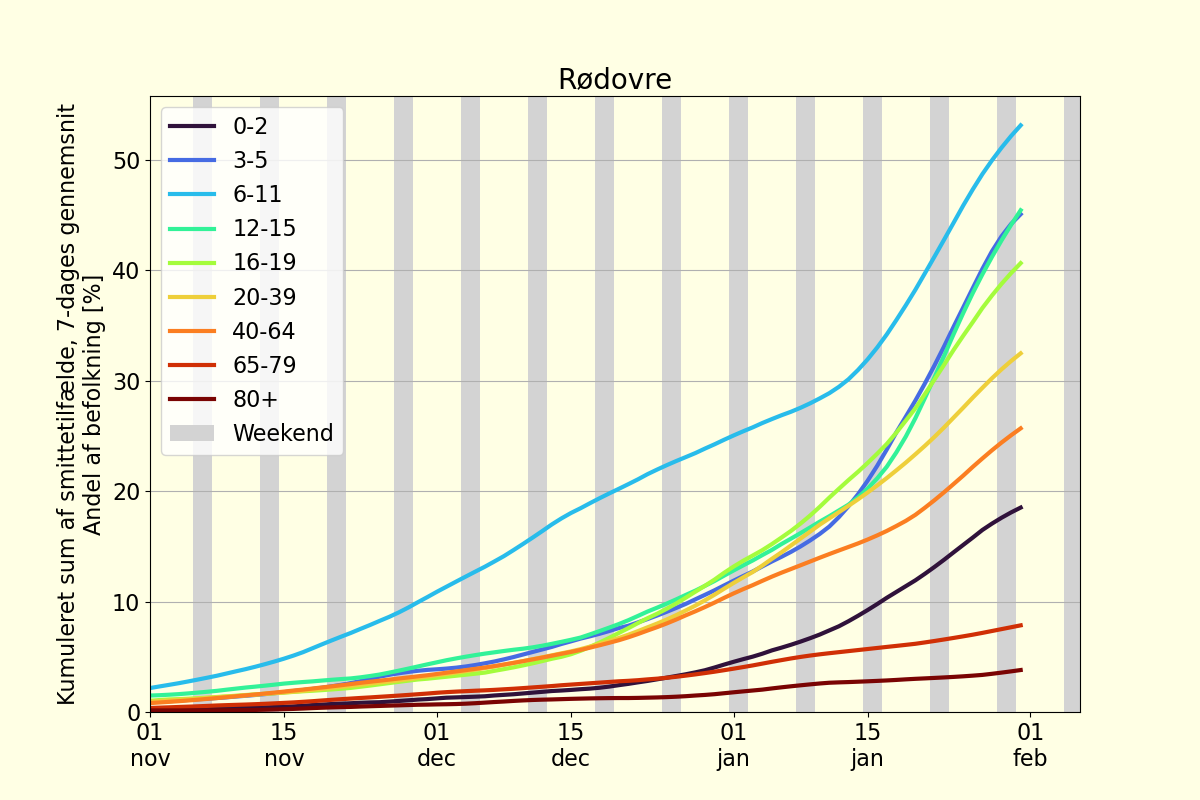 Rødovre
Kumuleret sum af smittetilfælde, 7-dages gennemsnit
Andel af befolkning [%]
0-2
3-5
6-11
12-15
16-19
20-39
40-64
65-79
80+
Weekend
50
40
30
20
10
0
01 15 01 15 01 15 01
nov nov dec dec jan jan feb